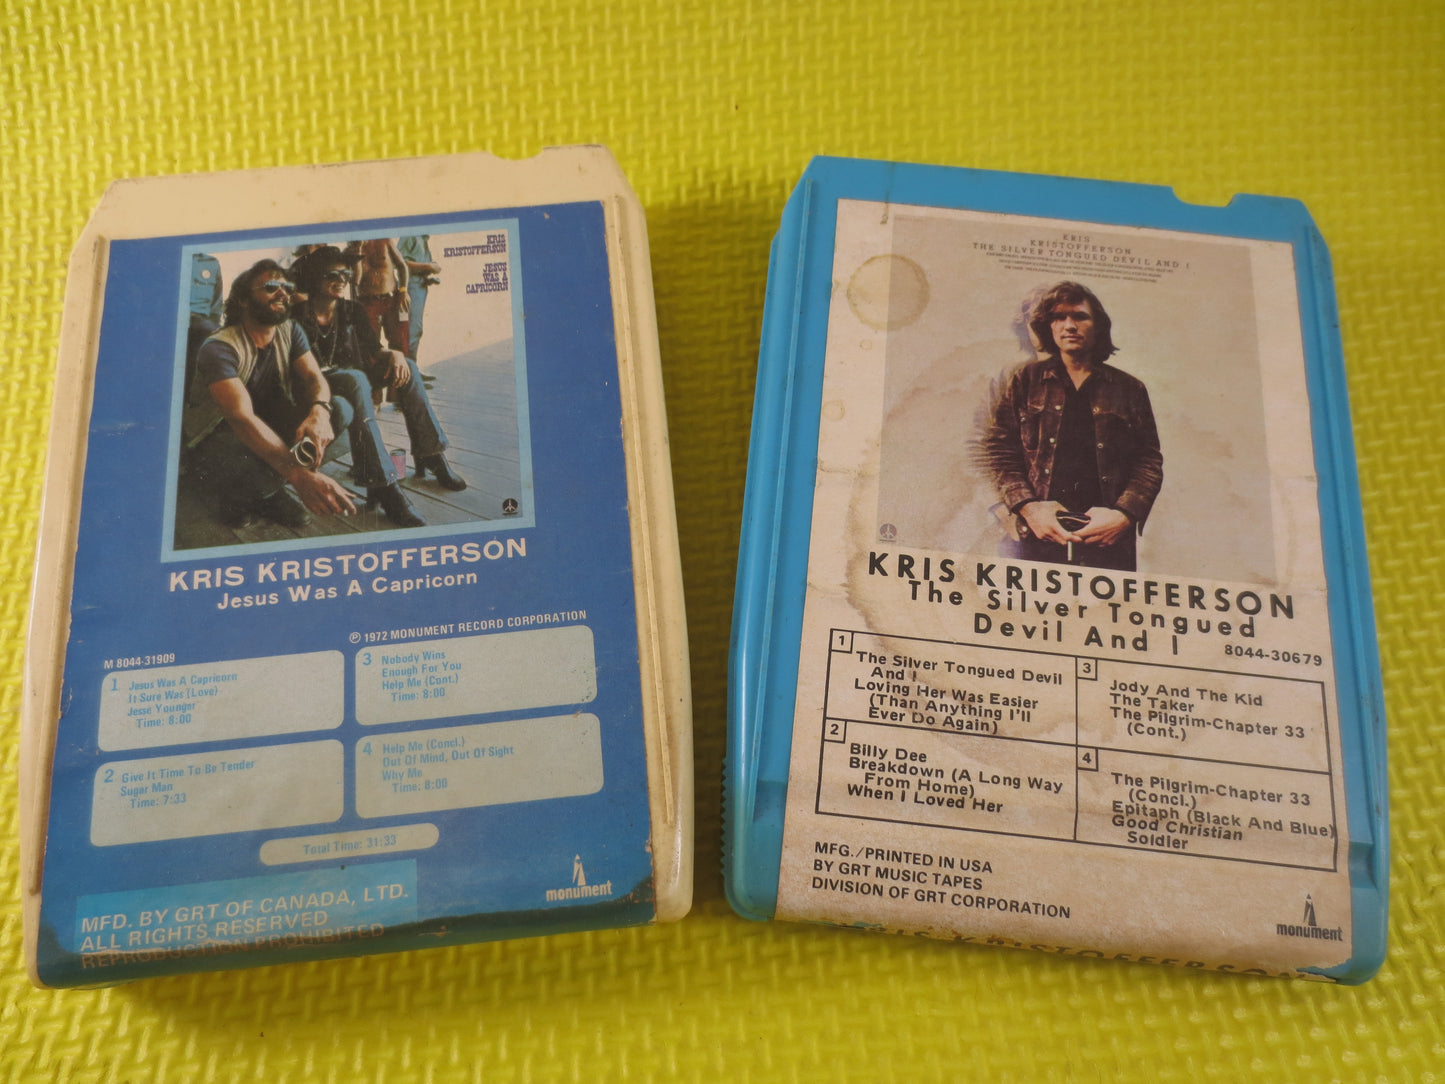 KRIS
KRISTOFFERSON
JESUS
WAS A
CAPRICORN
KRIS KRISTOFFERSON
Jesus Was A Capricorn
℗ 1972 MONUMENT RECORD CORPORATION
M 8044-31909
1 Jesus Was A Capricorn
It Sure Was (Love)
Jesse Younger
Time: 8:00
2 Give It Time To Be Tender
Sugar Man
Time: 7:33
3 Nobody Wins
Enough For You
Help Me (Cont.)
Time: 8:00
4 Help Me (Concl.)
Out Of Mind, Out Of Sight
Why Me
Time: 8:00
Total Time: 31:33
monument
MFD. BY GRT OF CANADA, LTD.
ALL RIGHTS RESERVED
REPRODUCTION PROHIBITED
KRIS
KRISTOFFERSON
THE SILVER TONGUED DEVIL AND I
KRIS KRISTOFFERSON
The Silver Tongued
Devil And I
8044-30679
1
The Silver Tongued Devil
And I
Loving Her Was Easier
(Than Anything I'll
Ever Do Again)
2
Billy Dee
Breakdown (A Long Way
From Home)
When I Loved Her
3
Jody And The Kid
The Taker
The Pilgrim-Chapter 33
(Cont.)
4
The Pilgrim-Chapter 33
(Concl.)
Epitaph (Black And Blue)
Good Christian
Soldier
MFG./PRINTED IN USA
BY GRT MUSIC TAPES
DIVISION OF GRT CORPORATION
monument
KRIS KRISTOFFERSON